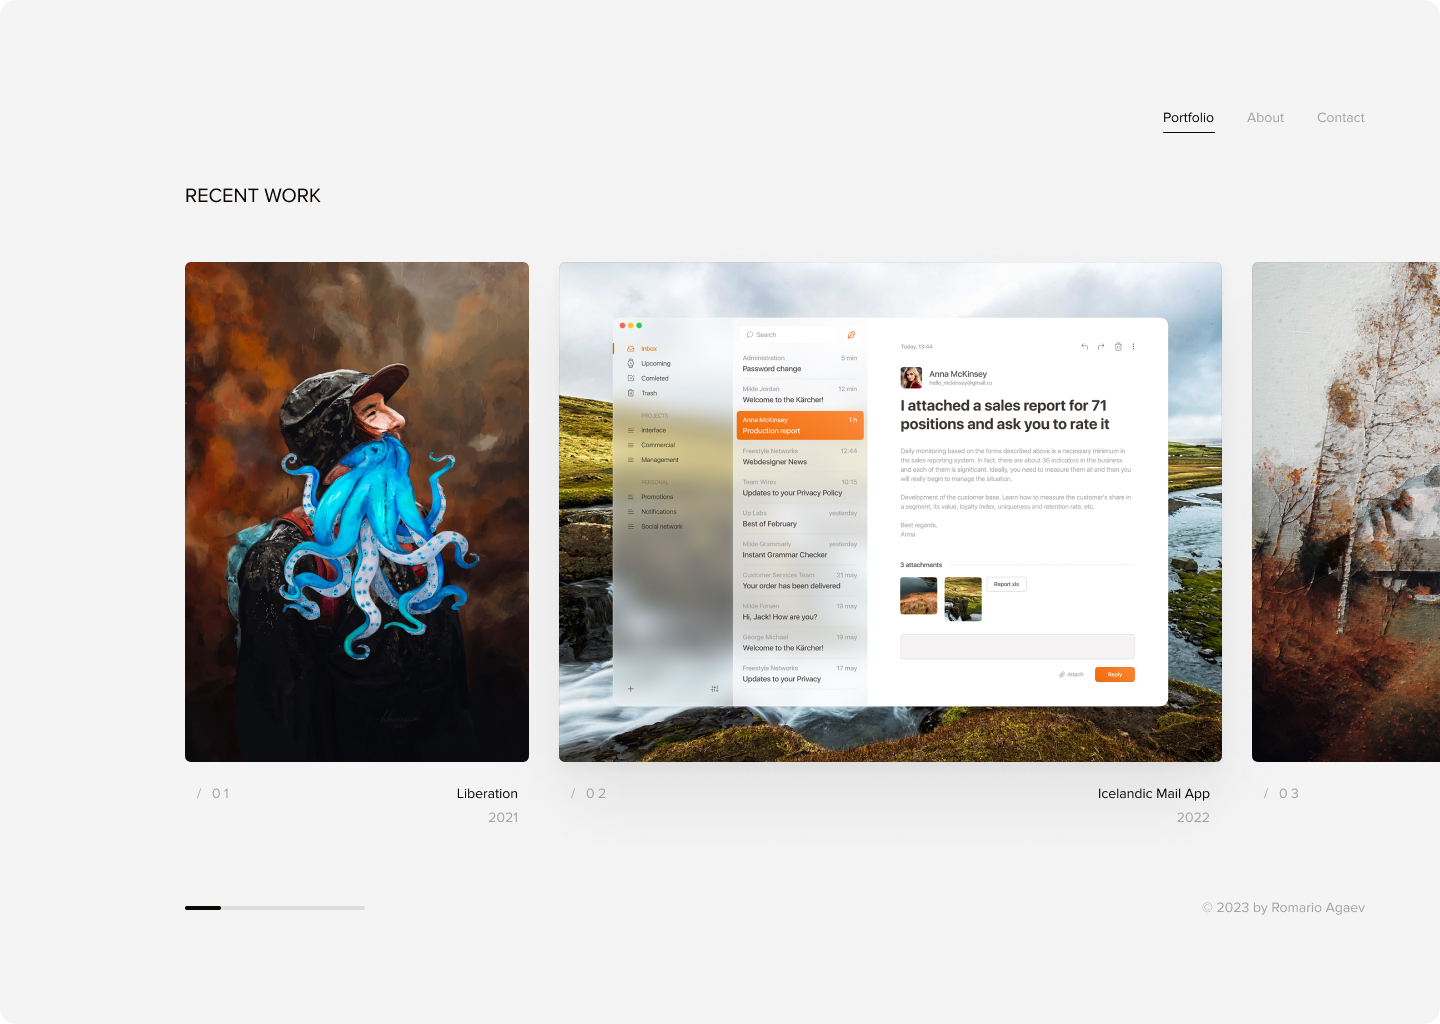 Portfolio About Contact
RECENT WORK
Inbox
Upcoming
Comleted
Trash
PROJECTS
Interface
Commercial
Management
PERSONAL
Promotions
Notifications
Social network
Search
Administration 5 min
Password change
Mikle Jordan 12 min
Welcome to the Kärcher!
Anna McKinsey 1 h
Production report
Freestyle Networks 12:44
Webdesigner News
Team Wires 10:15
Updates to your Privacy Policy
Up Labs yesterday
Best of February
Mikle Grammarly yesterday
Instant Grammar Checker
Customer Services Team 21 may
Your order has been delivered
Mikle Forsen 19 may
Hi, Jack! How are you?
George Michael 19 may
Welcome to the Kärcher!
Freestyle Networks 17 may
Updates to your Privacy
Today, 13:44
Anna McKinsey
hello_mckinsey@gmail.ru
I attached a sales report for 71
positions and ask you to rate it
Daily monitoring based on the forms described above is a necessary minimum in
the sales reporting system. In fact, there are about 36 indicators in the business
and each of them is significant. Ideally, you need to measure them all and then you
will really begin to manage the situation.
Development of the customer base. Learn how to measure the customer's share in
a segment, its value, loyalty index, uniqueness and retention rate, etc.
Best regards,
Anna
3 attachments
Report.xls
Attach
Reply
/ 01
Liberation
2021
/ 02
Icelandic Mail App
2022
/ 03
© 2023 by Romario Agaev